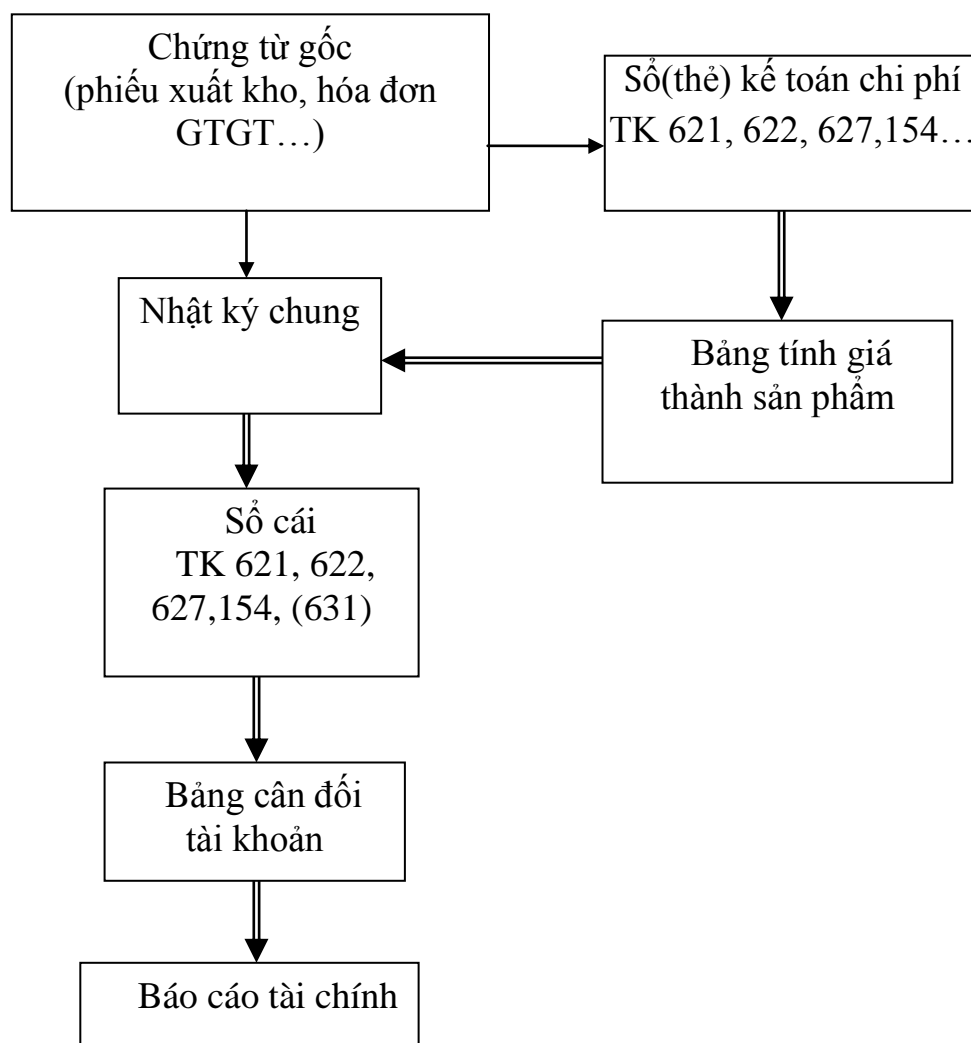 Chứng từ gốc
(phiếu xuất kho, hóa đơn
GTGT…)
Sổ(thẻ) kế toán chi phí
TK 621, 622, 627,154…
Nhật ký chung
Bảng tính giá
thành sản phẩm
Sổ cái
TK 621, 622,
627,154, (631)
Bảng cân đối
tài khoản
Báo cáo tài chính